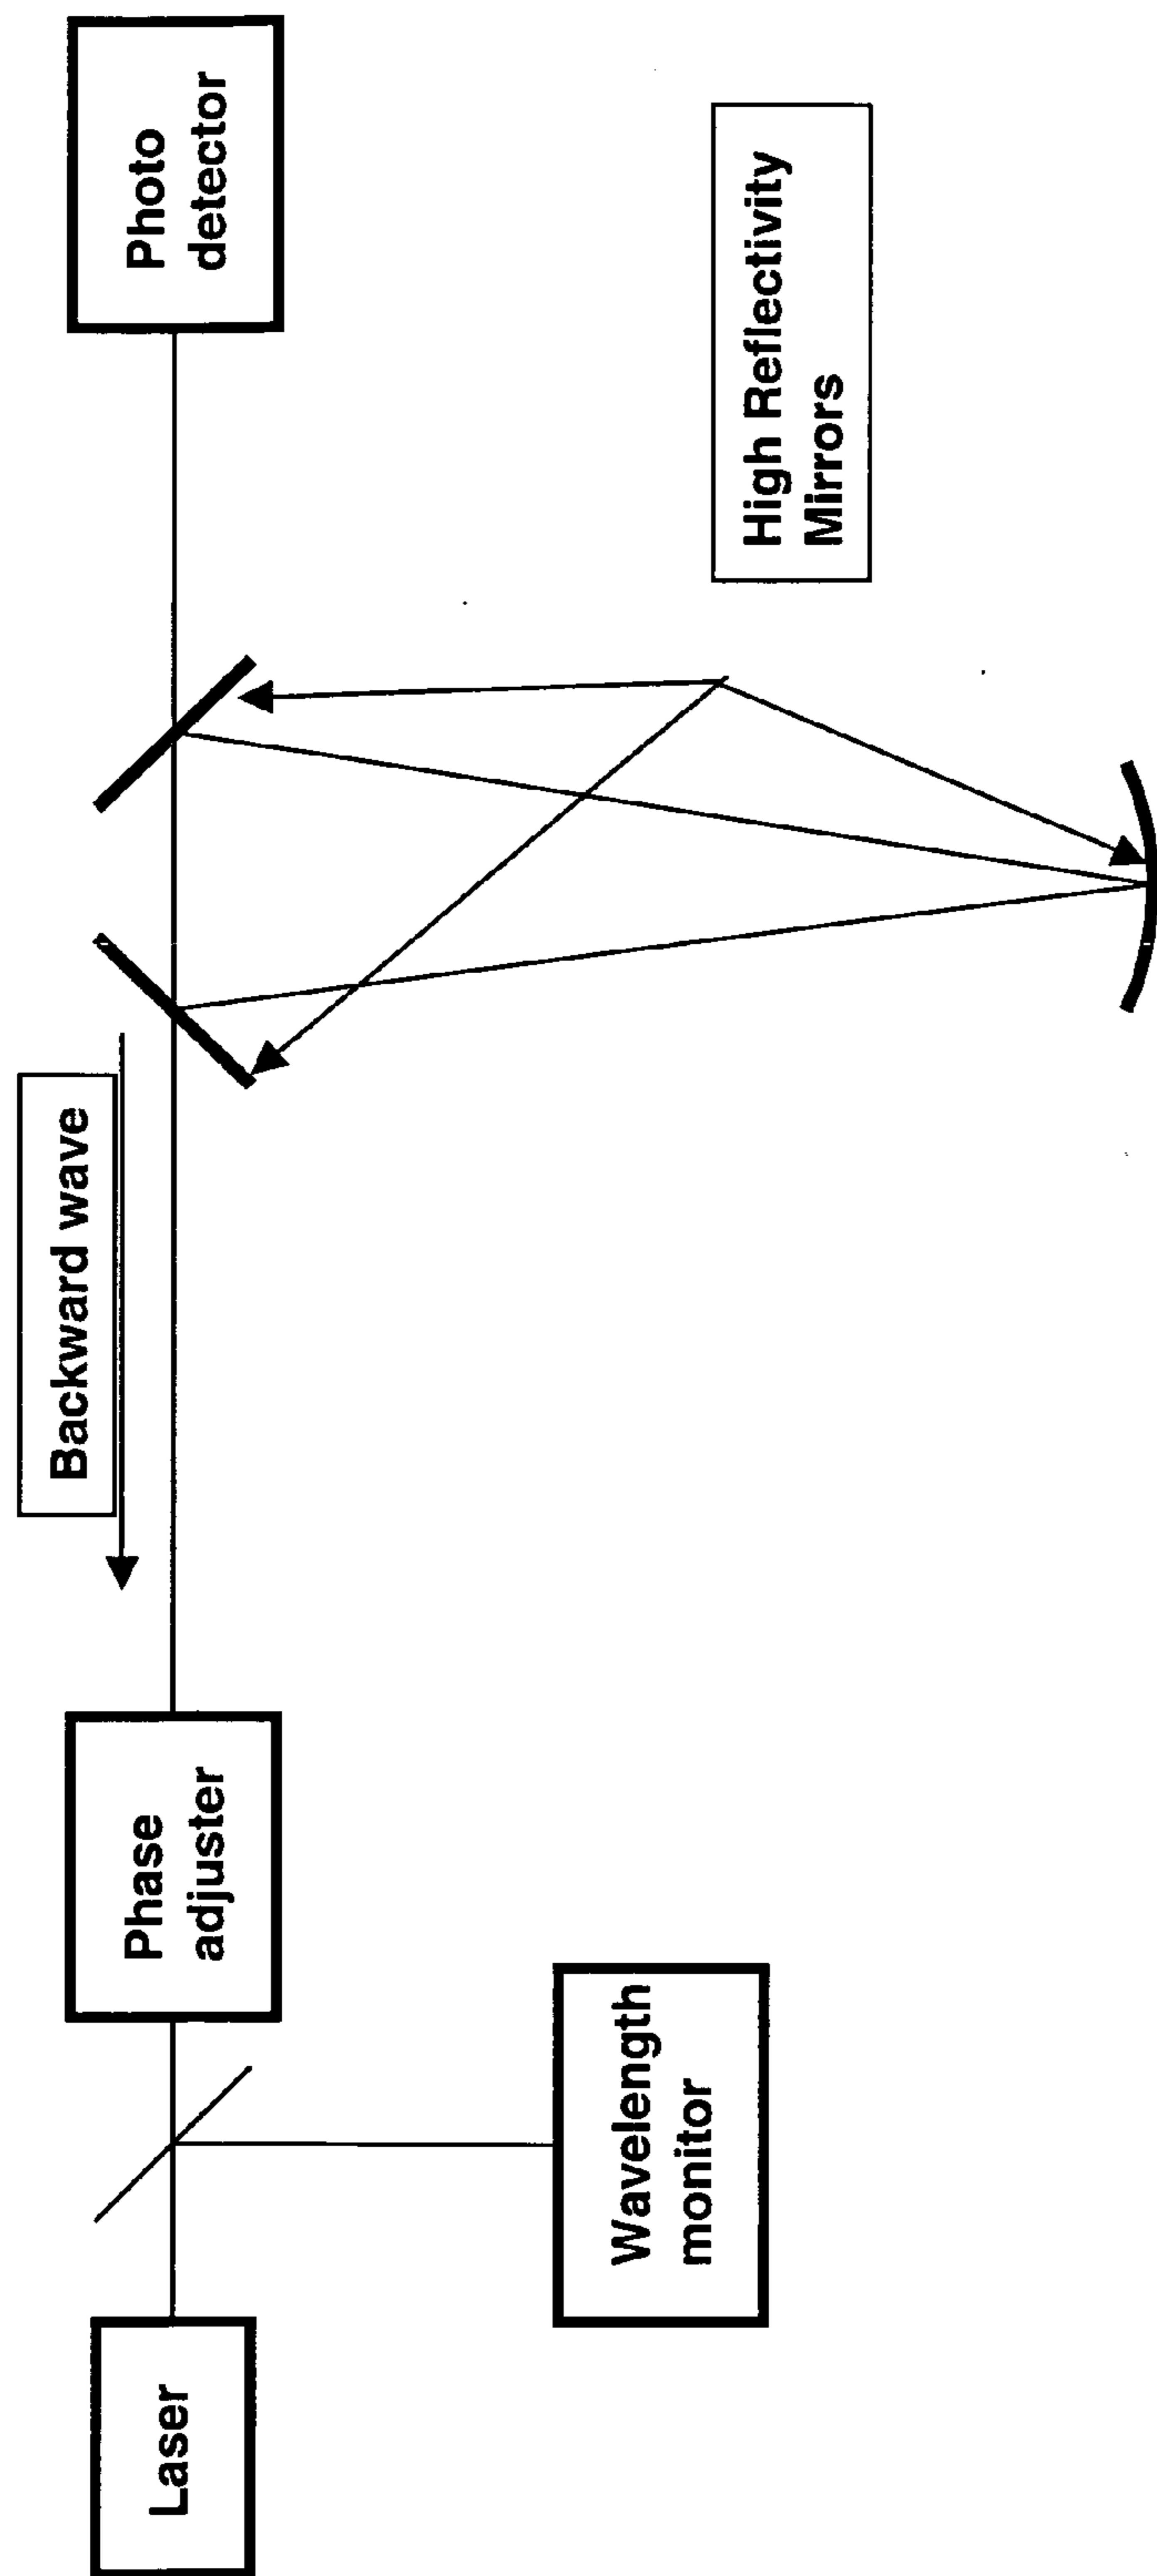 Laser
Wavelength
monitor
Phase
adjuster
Backward wave
High Reflectivity
Mirrors
Photo
detector